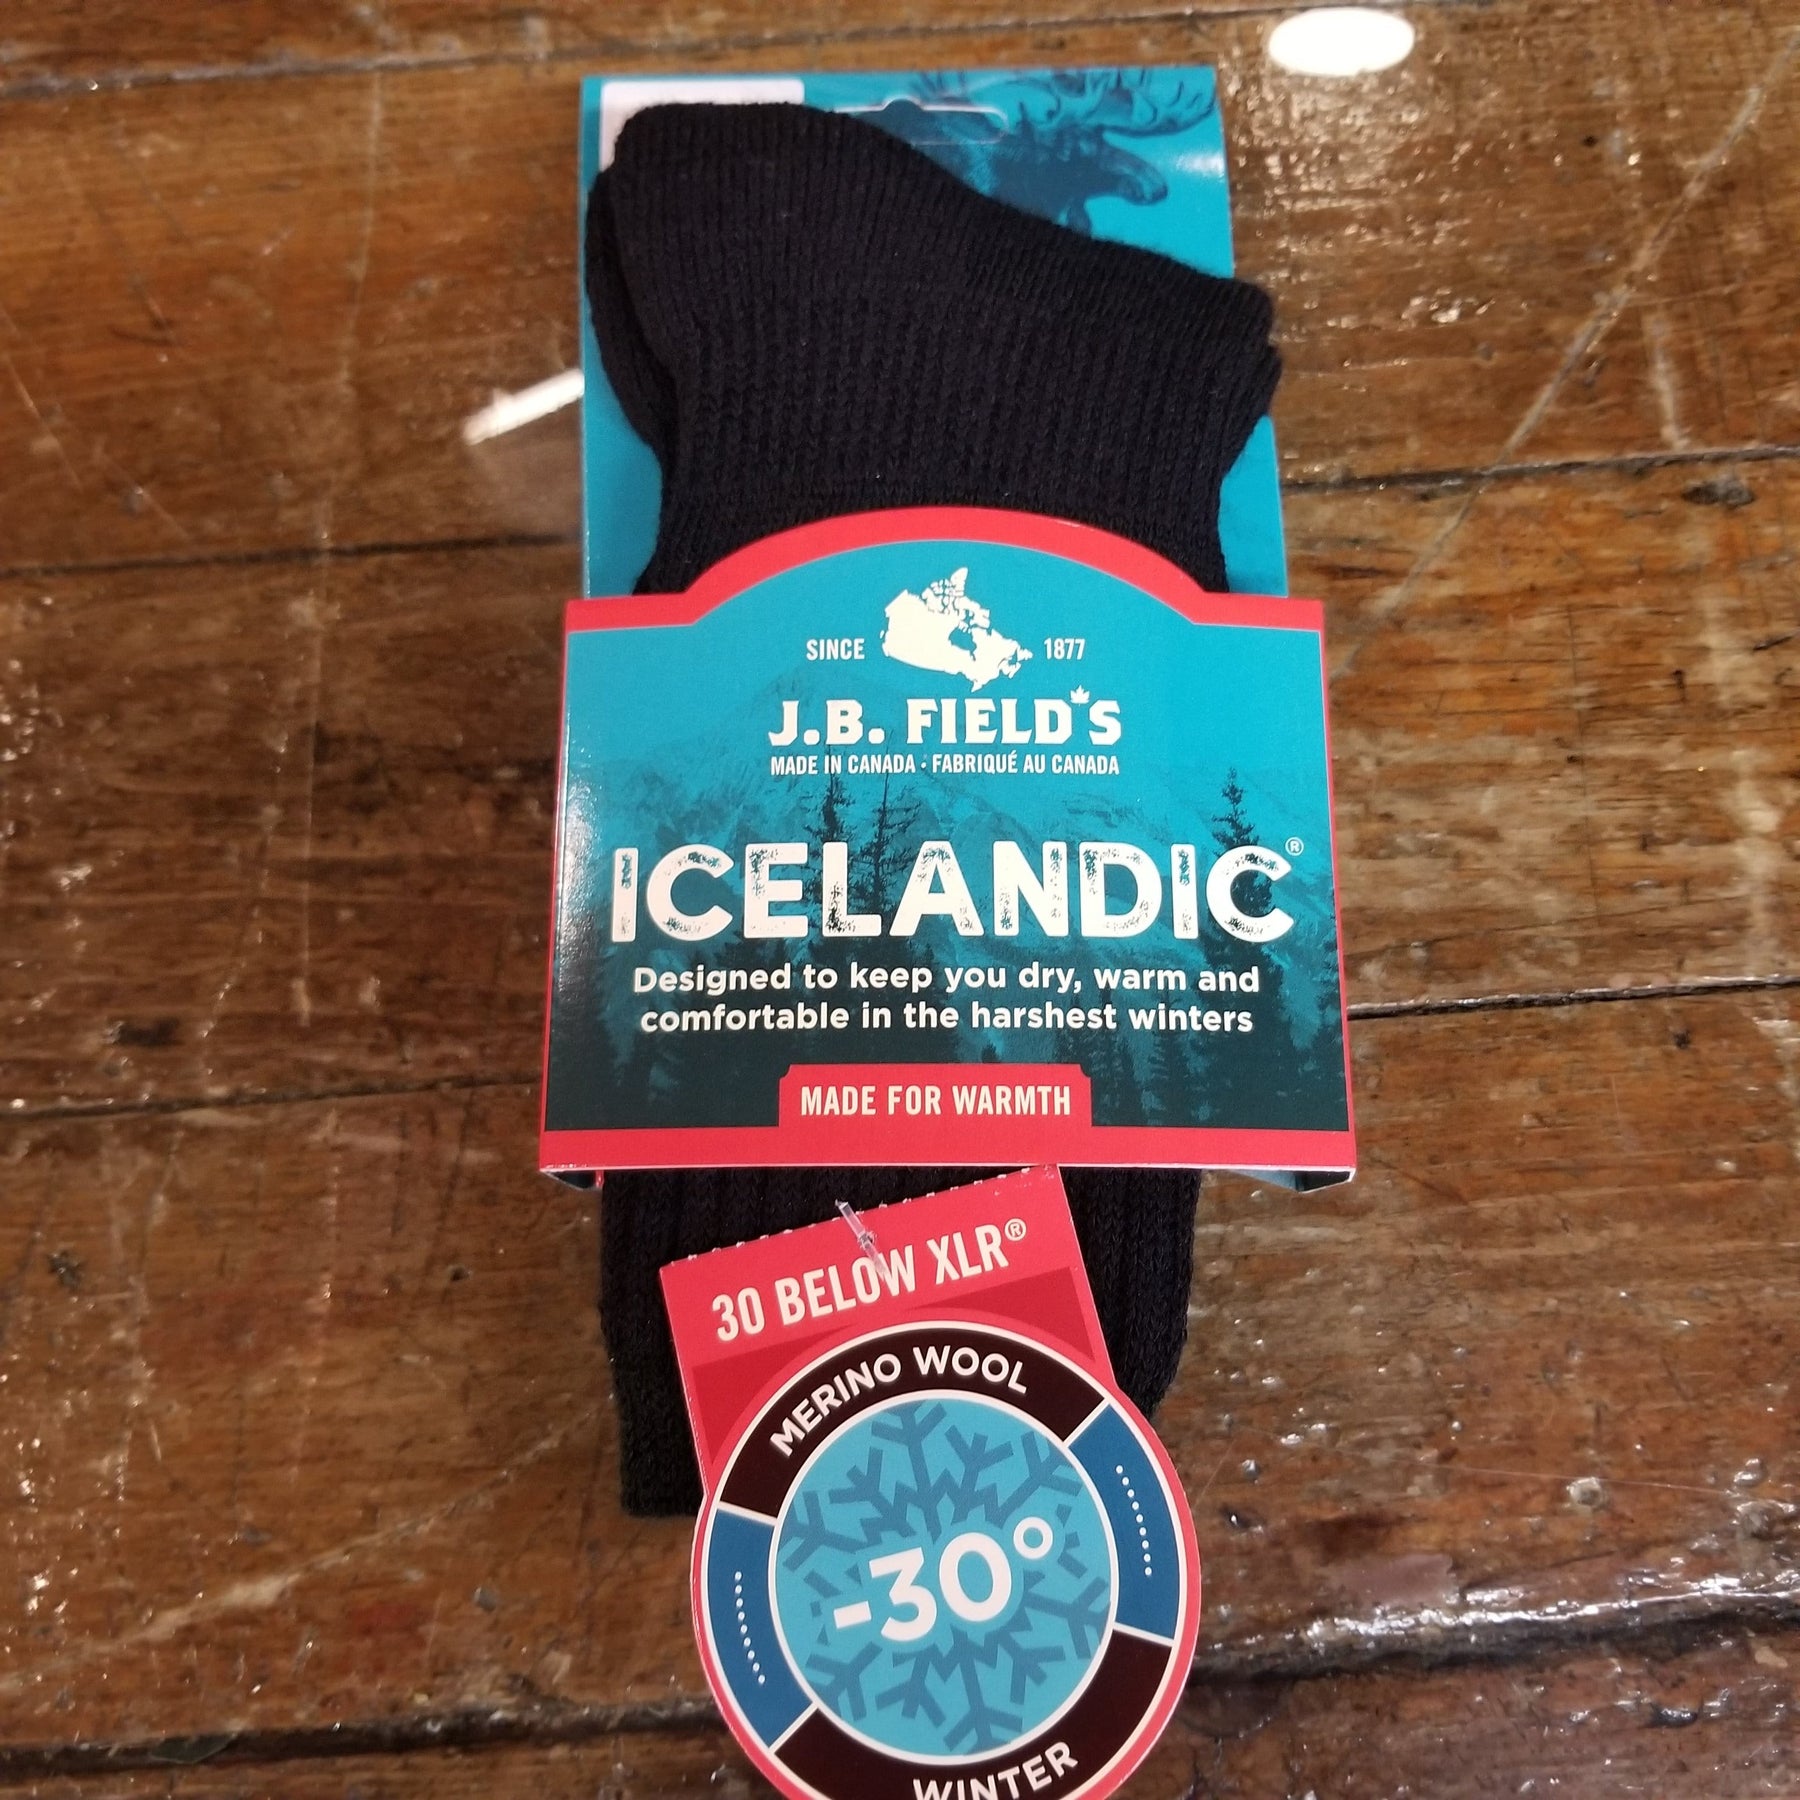 SINCE 1877
J.B. FIELD'S
MADE IN CANADA · FABRIQUÉ AU CANADA
ICELANDIC®
Designed to keep you dry, warm and
comfortable in the harshest winters
MADE FOR WARMTH
30 BELOW XLR®
MERINO WOOL
-30°
WINTER